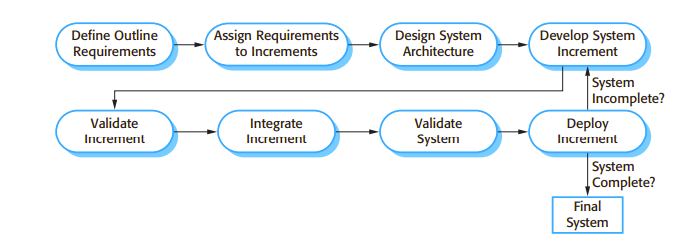 Define Outline
Requirements
Assign Requirements
to Increments
Design System
Architecture
Develop System
Increment
System
Incomplete?
Validate
Increment
Integrate
Increment
Validate
System
Deploy
Increment
System
Complete?
Final
System